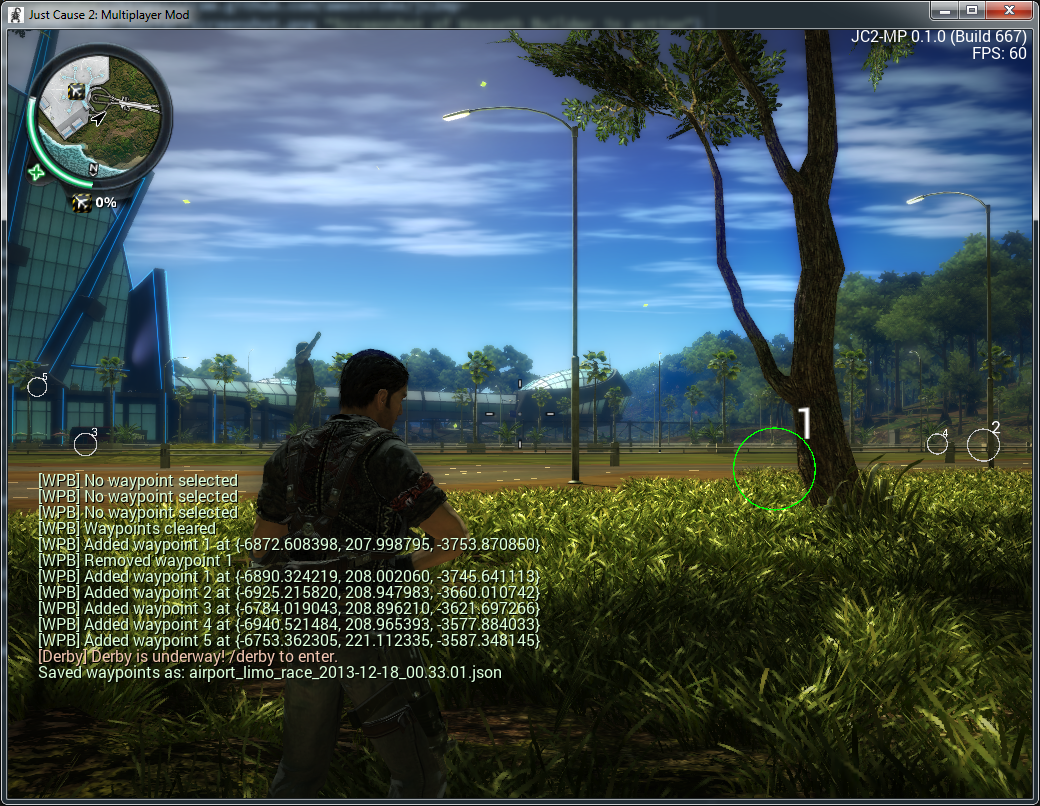 Just Cause 2: Multiplayer Mod
JC2-MP 0.1.0 (Build 667)
FPS: 60
N
0%
5
3
1
4
2
[WPB] No waypoint selected
[WPB] No waypoint selected
[WPB] No waypoint selected
[WPB] Waypoints cleared
[WPB] Added waypoint 1 at {-6872.608398, 207.998795, -3753.870850}
[WPB] Removed waypoint 1
[WPB] Added waypoint 1 at {-6890.324219, 208.002060, -3745.641113}
[WPB] Added waypoint 2 at {-6925.215820, 208.947983, -3660.010742}
[WPB] Added waypoint 3 at {-6784.019043, 208.896210, -3621.697266}
[WPB] Added waypoint 4 at {-6940.521484, 208.965393, -3577.884033}
[WPB] Added waypoint 5 at {-6753.362305, 221.112335, -3587.348145}
[Derby] Derby is underway! /derby to enter.
Saved waypoints as: airport_limo_race_2013-12-18_00.33.01.json